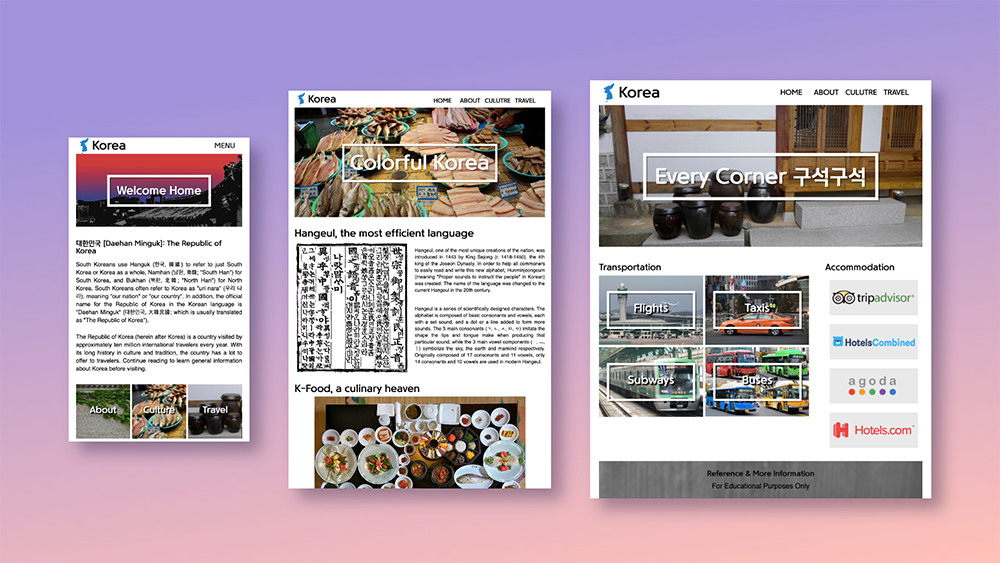 Korea
MENU
Welcome Home
대한민국 [Daehan Minguk]: The Republic of
Korea
South Koreans use Hanguk (한국, 韓國) to refer to just South
Korea or Korea as a whole, Namhan (남한, 南韓; "South Han") for
South Korea, and Bukhan (북한, 北韓; "North Han") for North
Korea. South Koreans often refer to Korea as "uri nara" (우리 나
라), meaning "our nation" or "our country". In addition, the official
name for the Republic of Korea in the Korean language is
"Daehan Minguk" (대한민국, 大韓民國; which is usually translated
as "The Republic of Korea").
The Republic of Korea (herein after Korea) is a country visited by
approximately ten million international travelers every year. With
its long history in culture and tradition, the country has a lot to
offer to travelers. Continue reading to learn general information
about Korea before visiting.
About
Culture
Travel
Korea
HOME ABOUT CULUTRE TRAVEL
Colorful Korea
Hangeul, the most efficient language
世宗御製訓民正音
나랏말ᄊᆞ미
Hangeul, one of the most unique creations of the nation, was
introduced in 1443 by King Sejong (r. 1418-1450), the 4th
king of the Joseon Dynasty. In order to help all commoners
to easily read and write this new alphabet, Hunminjeongeum
(meaning "Proper sounds to instruct the people" in Korean)
was created. The name of the language was changed to the
current Hangeul in the 20th century.
Hangeul is a series of scientifically designed characters. The
alphabet is composed of basic consonants and vowels, each
with a set sound, and a dot or a line added to form more
sounds. The 5 main consonants (ㄱ, ㄴ, ㅅ, ㅁ, ㅇ) imitate the
shape the lips and tongue make when producing that
particular sound, while the 3 main vowel components (ㆍ, ㅡ,
ㅣ) symbolize the sky, the earth and mankind respectively.
Originally composed of 17 consonants and 11 vowels, only
14 consonants and 10 vowels are used in modern Hangeul.
K-Food, a culinary heaven
Korea
HOME ABOUT CULUTRE TRAVEL
Every Corner 구석구석
Transportation
Flights
Taxis
Subways
Buses
Accommodation
tripadvisor®
HotelsCombined
agoda
Hotels.com™
Reference & More Information
For Educational Purposes Only